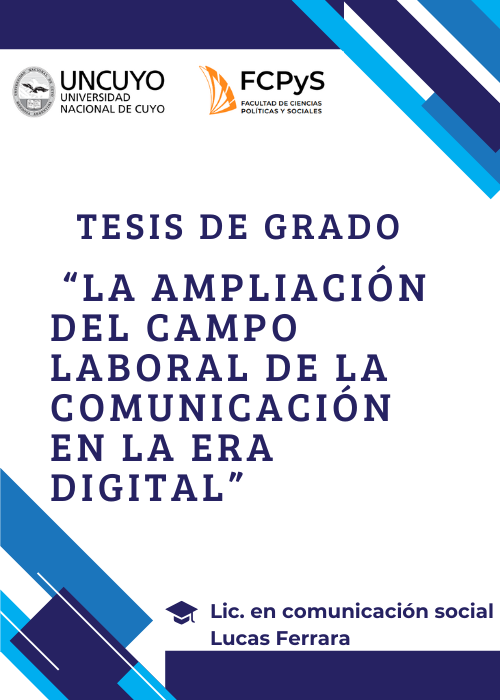 UNCUYO
UNIVERSIDAD
NACIONAL DE CUYO
FCPyS
FACULTAD DE CIENCIAS
POLÍTICAS Y SOCIALES
TESIS DE GRADO
“LA AMPLIACIÓN
DEL CAMPO
LABORAL DE LA
COMUNICACIÓN
EN LA ERA
DIGITAL”
Lic. en comunicación social
Lucas Ferrara